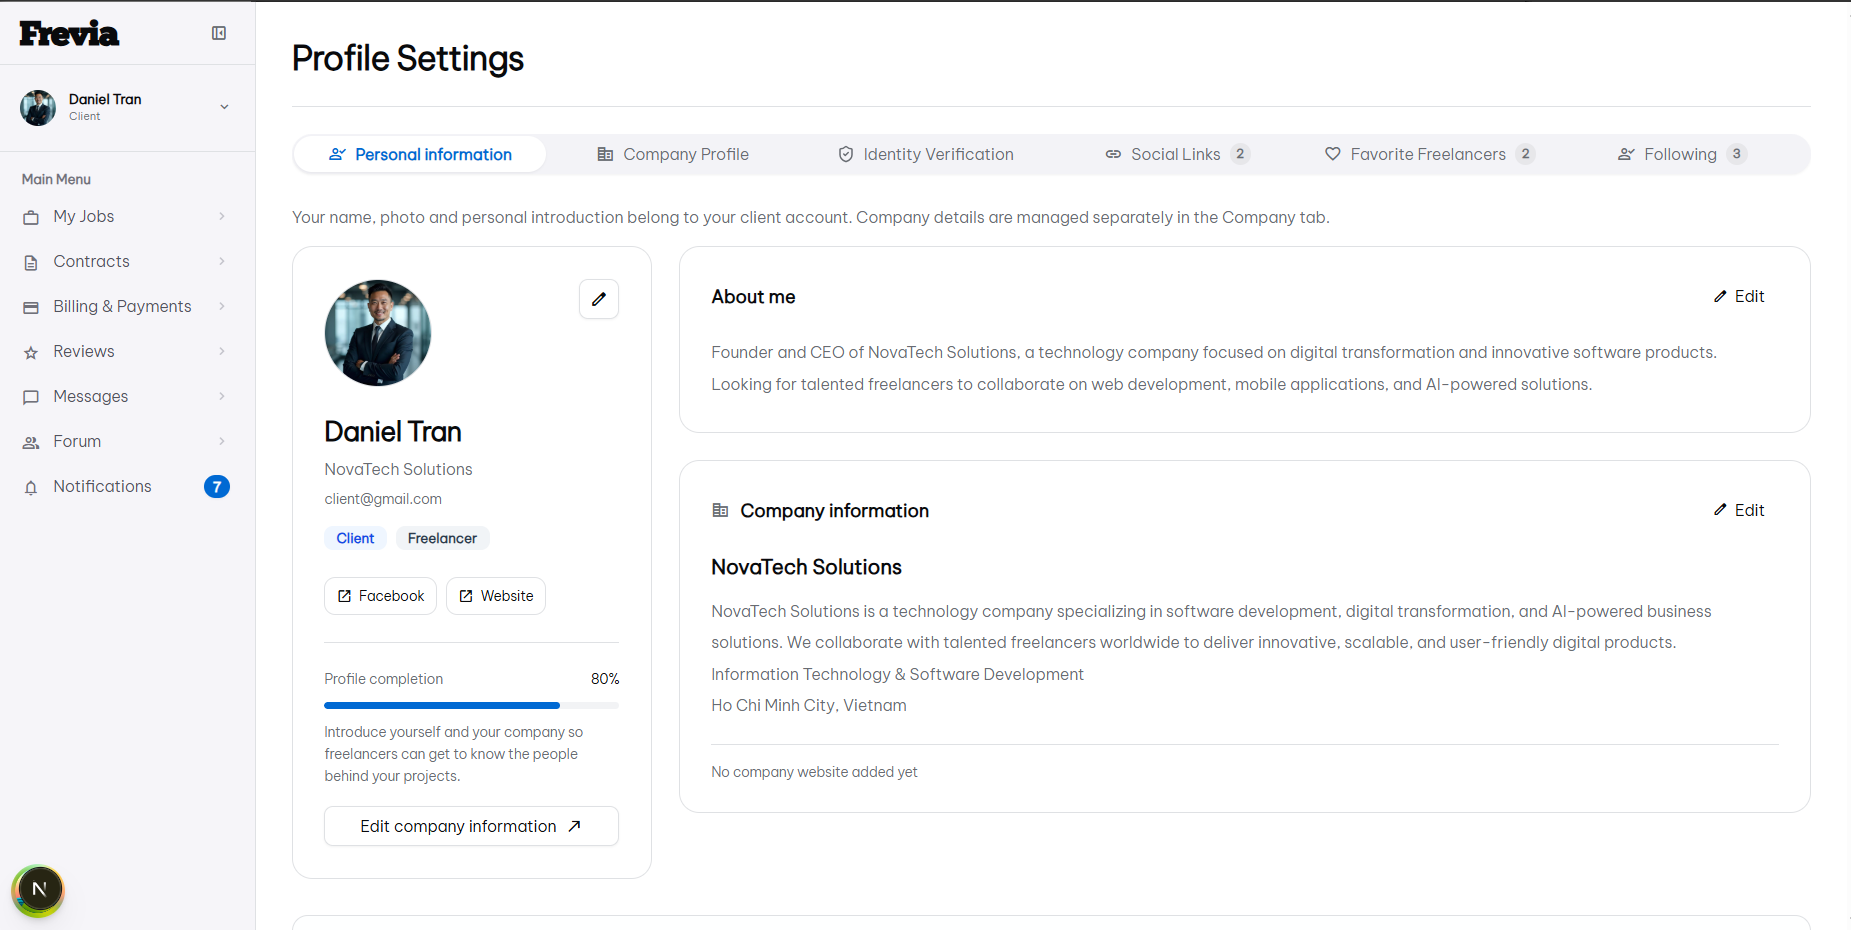 Frevia
Daniel Tran
Client
Main Menu
My Jobs
Contracts
Billing & Payments
Reviews
Messages
Forum
Notifications 7
N
Profile Settings
Personal information
Company Profile
Identity Verification
Social Links 2
Favorite Freelancers 2
Following 3
Your name, photo and personal introduction belong to your client account. Company details are managed separately in the Company tab.
Daniel Tran
NovaTech Solutions
client@gmail.com
Client Freelancer
Facebook Website
Profile completion 80%
Introduce yourself and your company so
freelancers can get to know the people
behind your projects.
Edit company information
About me Edit
Founder and CEO of NovaTech Solutions, a technology company focused on digital transformation and innovative software products.
Looking for talented freelancers to collaborate on web development, mobile applications, and AI-powered solutions.
Company information Edit
NovaTech Solutions
NovaTech Solutions is a technology company specializing in software development, digital transformation, and AI-powered business
solutions. We collaborate with talented freelancers worldwide to deliver innovative, scalable, and user-friendly digital products.
Information Technology & Software Development
Ho Chi Minh City, Vietnam
No company website added yet